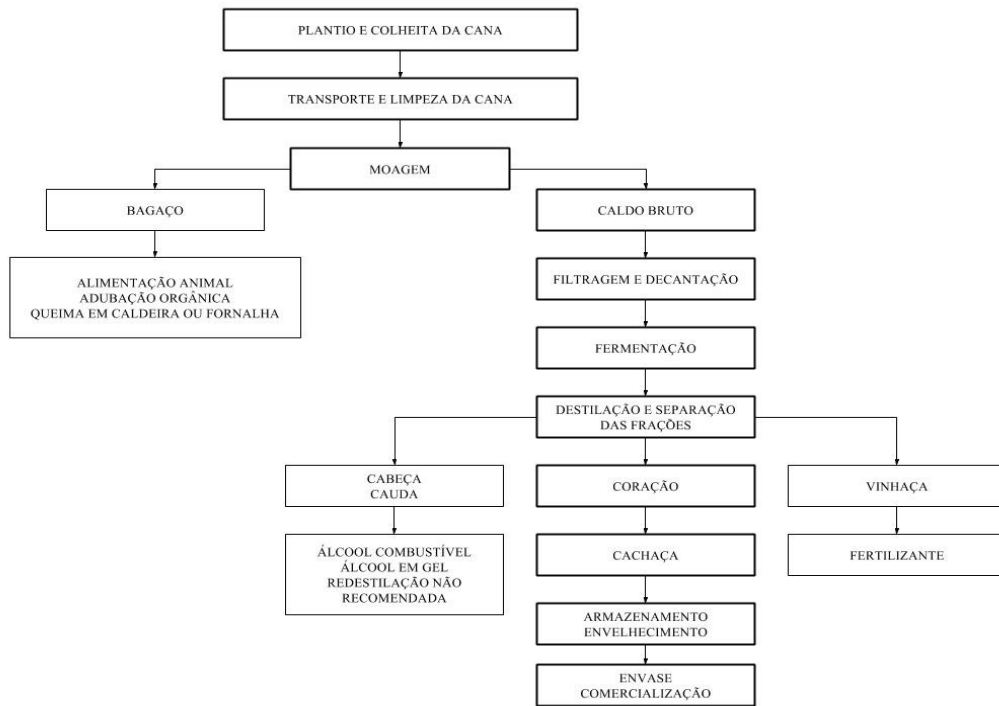 PLANTIO E COLHEITA DA CANA
TRANSPORTE E LIMPEZA DA CANA
MOAGEM
BAGAÇO
CALDO BRUTO
ALIMENTAÇÃO ANIMAL
ADUBAÇÃO ORGÂNICA
QUEIMA EM CALDEIRA OU FORNALHA
FILTRAGEM E DECANTAÇÃO
FERMENTAÇÃO
DESTILAÇÃO E SEPARAÇÃO
DAS FRAÇÕES
CABEÇA
CAUDA
CORAÇÃO
VINHAÇA
ÁLCOOL COMBUSTÍVEL
ÁLCOOL EM GEL
REDESTILAÇÃO NÃO
RECOMENDADA
CACHAÇA
FERTILIZANTE
ARMAZENAMENTO
ENVELHECIMENTO
ENVASE
COMERCIALIZAÇÃO